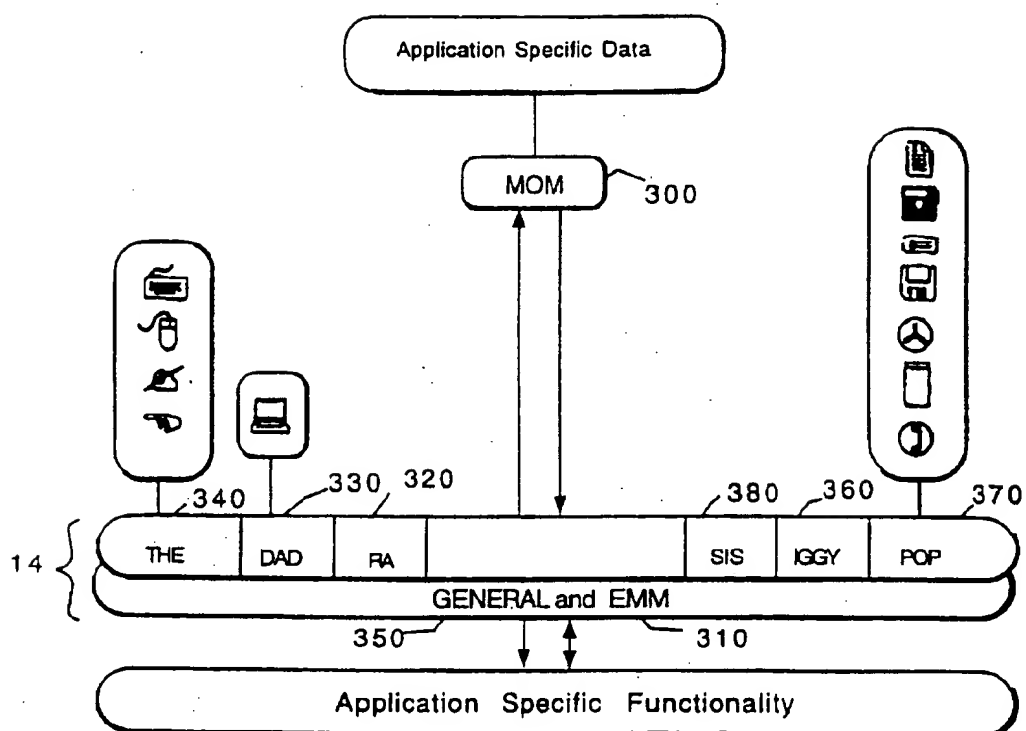 Application Specific Data
MOM
300
340
330
320
380
360
370
14
THE
DAD
RA
SIS
IGGY
POP
GENERAL and EMM
350
310
Application Specific Functionality